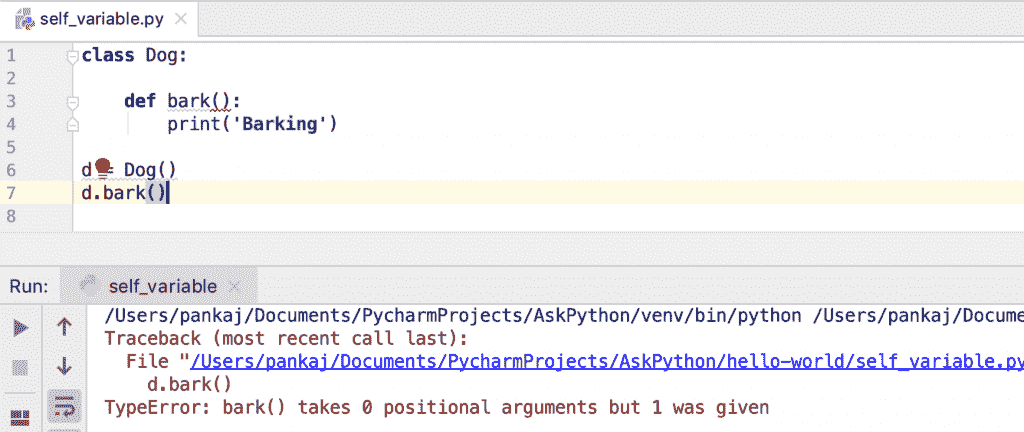 self_variable.py
1 class Dog:
2
3 def bark():
4 print('Barking')
5
6 d = Dog()
7 d.bark()
8
Run: self_variable
/Users/pankaj/Documents/PycharmProjects/AskPython/venv/bin/python /Users/pankaj/Docume
Traceback (most recent call last):
File "/Users/pankaj/Documents/PycharmProjects/AskPython/hello-world/self_variable.py
d.bark()
TypeError: bark() takes 0 positional arguments but 1 was given